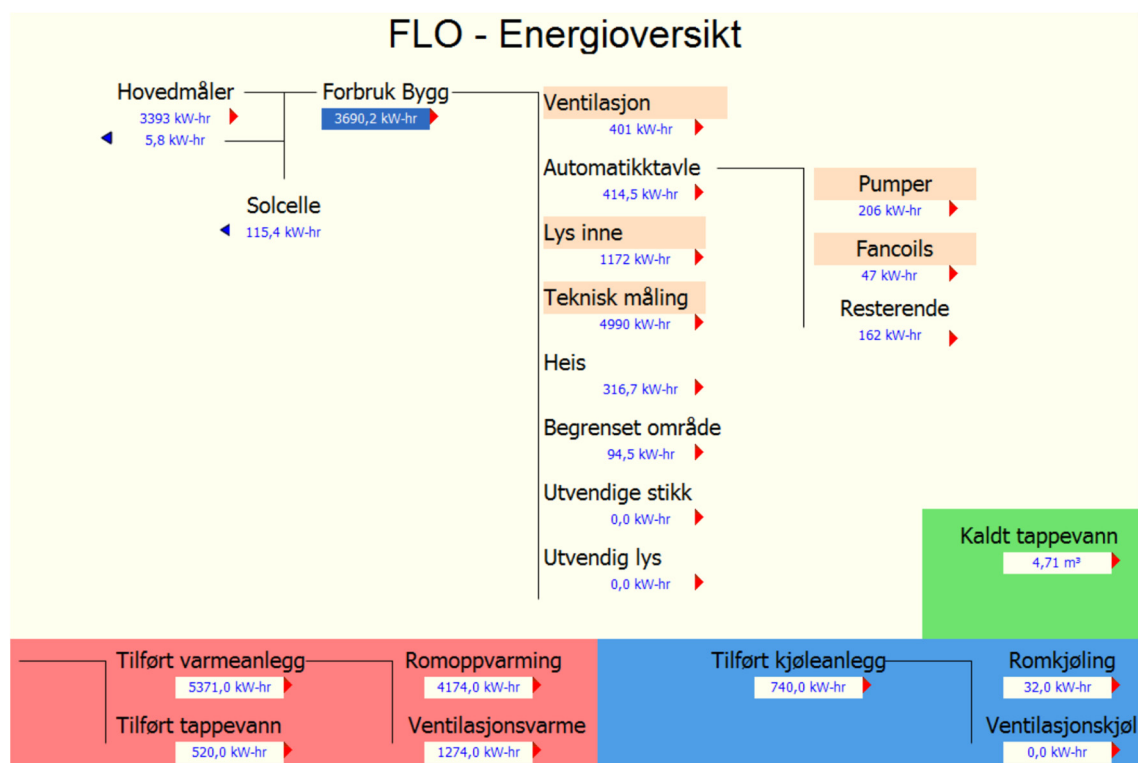 FLO - Energioversikt
Hovedmåler
3393 kW-hr
5,8 kW-hr
Solcelle
115,4 kW-hr
Forbruk Bygg
3690,2 kW-hr
Ventilasjon
401 kW-hr
Automatikktavle
414,5 kW-hr
Lys inne
1172 kW-hr
Teknisk måling
4990 kW-hr
Heis
316,7 kW-hr
Begrenset område
94,5 kW-hr
Utvendige stikk
0,0 kW-hr
Utvendig lys
0,0 kW-hr
Pumper
206 kW-hr
Fancoils
47 kW-hr
Resterende
162 kW-hr
Kaldt tappevann
4,71 m³
Tilført varmeanlegg
5371,0 kW-hr
Tilført tappevann
520,0 kW-hr
Romoppvarming
4174,0 kW-hr
Ventilasjonsvarme
1274,0 kW-hr
Tilført kjøleanlegg
740,0 kW-hr
Romkjøling
32,0 kW-hr
Ventilasjonskjøl
0,0 kW-hr